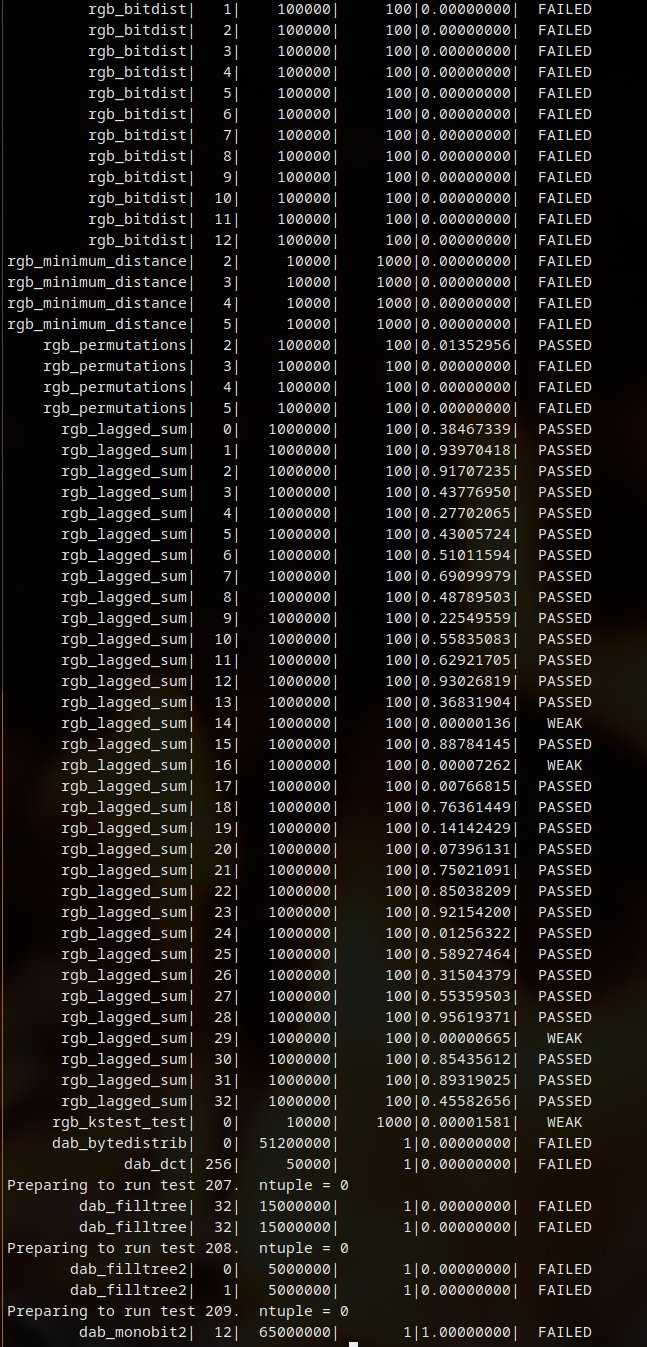 rgb_bitdist|   1|    100000|     100|0.00000000|  FAILED
rgb_bitdist|   2|    100000|     100|0.00000000|  FAILED
rgb_bitdist|   3|    100000|     100|0.00000000|  FAILED
rgb_bitdist|   4|    100000|     100|0.00000000|  FAILED
rgb_bitdist|   5|    100000|     100|0.00000000|  FAILED
rgb_bitdist|   6|    100000|     100|0.00000000|  FAILED
rgb_bitdist|   7|    100000|     100|0.00000000|  FAILED
rgb_bitdist|   8|    100000|     100|0.00000000|  FAILED
rgb_bitdist|   9|    100000|     100|0.00000000|  FAILED
rgb_bitdist|  10|    100000|     100|0.00000000|  FAILED
rgb_bitdist|  11|    100000|     100|0.00000000|  FAILED
rgb_bitdist|  12|    100000|     100|0.00000000|  FAILED
rgb_minimum_distance|   2|     10000|    1000|0.00000000|  FAILED
rgb_minimum_distance|   3|     10000|    1000|0.00000000|  FAILED
rgb_minimum_distance|   4|     10000|    1000|0.00000000|  FAILED
rgb_minimum_distance|   5|     10000|    1000|0.00000000|  FAILED
rgb_permutations|   2|    100000|     100|0.01352956|  PASSED
rgb_permutations|   3|    100000|     100|0.00000000|  FAILED
rgb_permutations|   4|    100000|     100|0.00000000|  FAILED
rgb_permutations|   5|    100000|     100|0.00000000|  FAILED
rgb_lagged_sum|   0|   1000000|     100|0.38467339|  PASSED
rgb_lagged_sum|   1|   1000000|     100|0.93970418|  PASSED
rgb_lagged_sum|   2|   1000000|     100|0.91707235|  PASSED
rgb_lagged_sum|   3|   1000000|     100|0.43776950|  PASSED
rgb_lagged_sum|   4|   1000000|     100|0.27702065|  PASSED
rgb_lagged_sum|   5|   1000000|     100|0.43005724|  PASSED
rgb_lagged_sum|   6|   1000000|     100|0.51011594|  PASSED
rgb_lagged_sum|   7|   1000000|     100|0.69099979|  PASSED
rgb_lagged_sum|   8|   1000000|     100|0.48789503|  PASSED
rgb_lagged_sum|   9|   1000000|     100|0.22549559|  PASSED
rgb_lagged_sum|  10|   1000000|     100|0.55835083|  PASSED
rgb_lagged_sum|  11|   1000000|     100|0.62921705|  PASSED
rgb_lagged_sum|  12|   1000000|     100|0.93026819|  PASSED
rgb_lagged_sum|  13|   1000000|     100|0.36831904|  PASSED
rgb_lagged_sum|  14|   1000000|     100|0.00000136|   WEAK
rgb_lagged_sum|  15|   1000000|     100|0.88784145|  PASSED
rgb_lagged_sum|  16|   1000000|     100|0.00007262|   WEAK
rgb_lagged_sum|  17|   1000000|     100|0.00766815|  PASSED
rgb_lagged_sum|  18|   1000000|     100|0.76361449|  PASSED
rgb_lagged_sum|  19|   1000000|     100|0.14142429|  PASSED
rgb_lagged_sum|  20|   1000000|     100|0.07396131|  PASSED
rgb_lagged_sum|  21|   1000000|     100|0.75021091|  PASSED
rgb_lagged_sum|  22|   1000000|     100|0.85038209|  PASSED
rgb_lagged_sum|  23|   1000000|     100|0.92154200|  PASSED
rgb_lagged_sum|  24|   1000000|     100|0.01256322|  PASSED
rgb_lagged_sum|  25|   1000000|     100|0.58927464|  PASSED
rgb_lagged_sum|  26|   1000000|     100|0.31504379|  PASSED
rgb_lagged_sum|  27|   1000000|     100|0.55359503|  PASSED
rgb_lagged_sum|  28|   1000000|     100|0.95619371|  PASSED
rgb_lagged_sum|  29|   1000000|     100|0.00000665|   WEAK
rgb_lagged_sum|  30|   1000000|     100|0.85435612|  PASSED
rgb_lagged_sum|  31|   1000000|     100|0.89319025|  PASSED
rgb_lagged_sum|  32|   1000000|     100|0.45582656|  PASSED
rgb_kstest_test|   0|     10000|    1000|0.00001581|   WEAK
dab_bytedistrib|   0|  51200000|       1|0.00000000|  FAILED
dab_dct| 256|     50000|       1|0.00000000|  FAILED
Preparing to run test 207.  ntuple = 0
dab_filltree|  32|  15000000|       1|0.00000000|  FAILED
dab_filltree|  32|  15000000|       1|0.00000000|  FAILED
Preparing to run test 208.  ntuple = 0
dab_filltree2|   0|   5000000|       1|0.00000000|  FAILED
dab_filltree2|   1|   5000000|       1|0.00000000|  FAILED
Preparing to run test 209.  ntuple = 0
dab_monobit2|  12|  65000000|       1|1.00000000|  FAILED